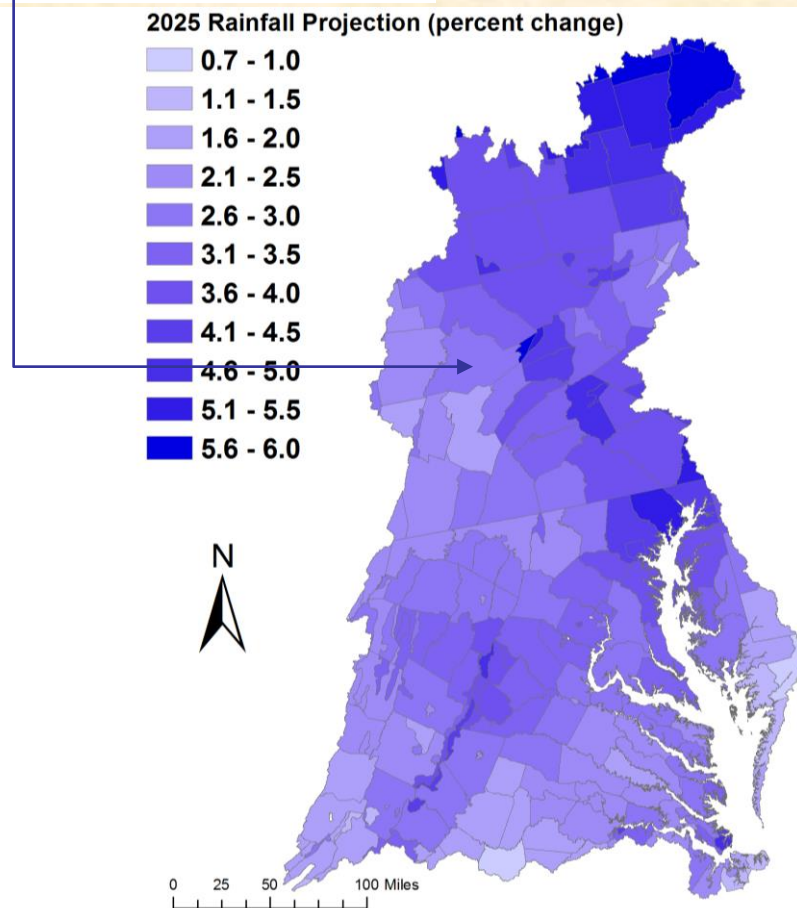 2025 Rainfall Projection (percent change)
0.7 - 1.0
1.1 - 1.5
1.6 - 2.0
2.1 - 2.5
2.6 - 3.0
3.1 - 3.5
3.6 - 4.0
4.1 - 4.5
4.6 - 5.0
5.1 - 5.5
5.6 - 6.0
N
0 25 50 100 Miles